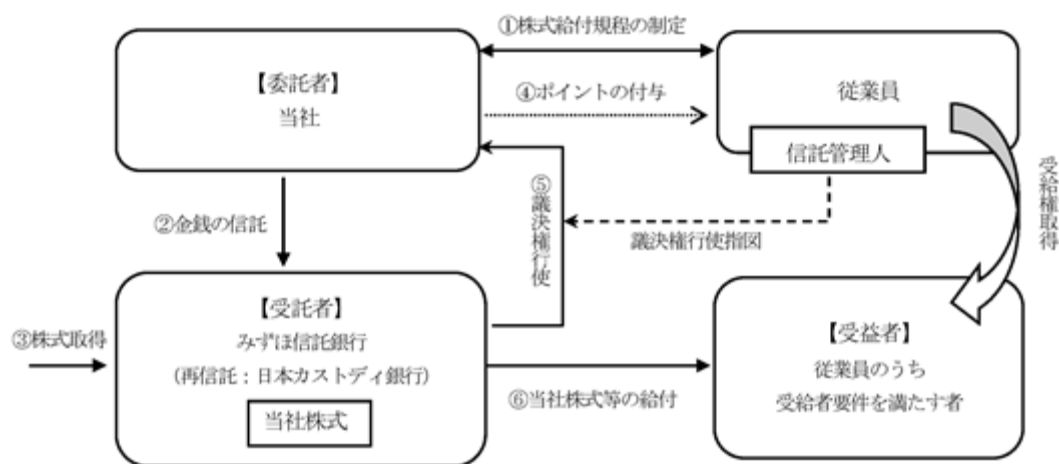 ①株式給付規程の制定
【委託者】
当社
④ポイントの付与
従業員
信託管理人
②金銭の信託
⑤議決権行使
議決権行使指図
受給権取得
③株式取得
【受託者】
みずほ信託銀行
(再信託：日本カストディ銀行)
当社株式
⑥当社株式等の給付
【受益者】
従業員のうち
受給者要件を満たす者